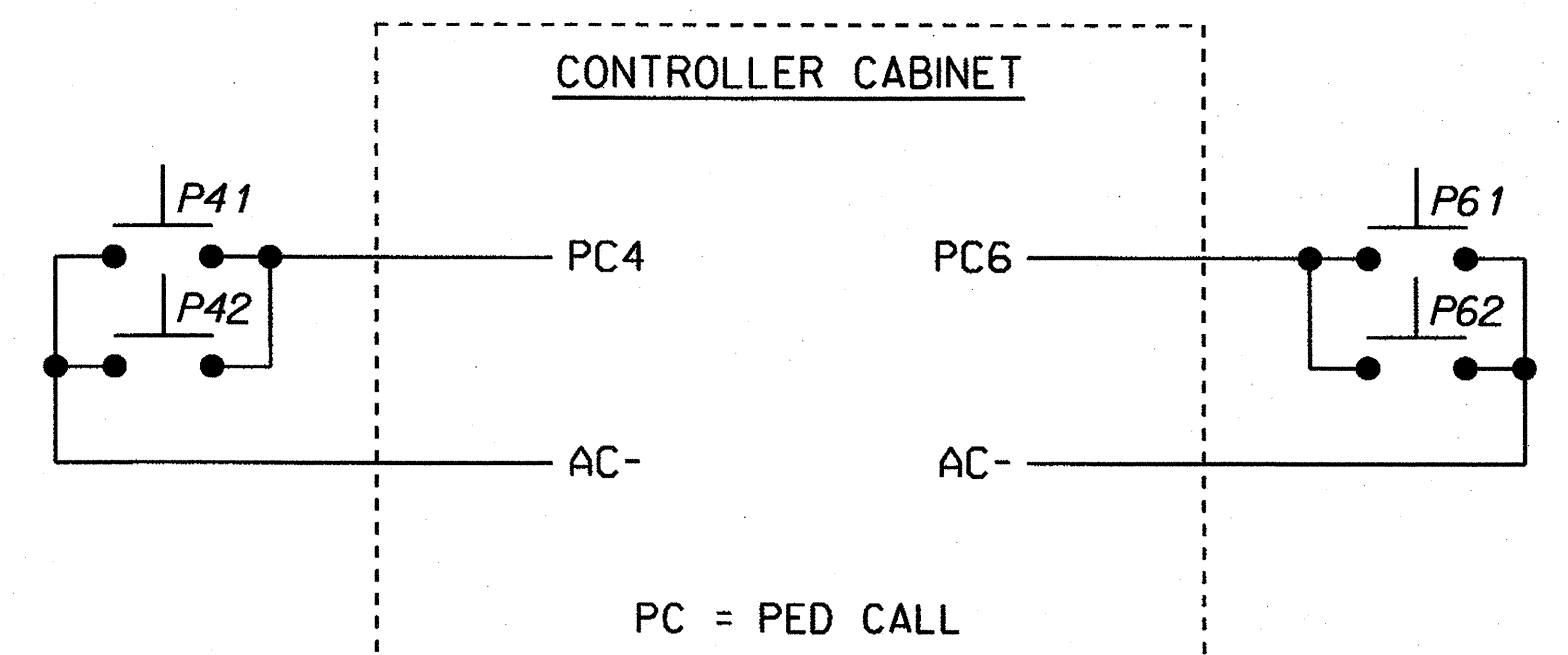 CONTROLLER CABINET
P41
P61
PC4
PC6
P42
P62
AC-
AC-
PC = PED CALL